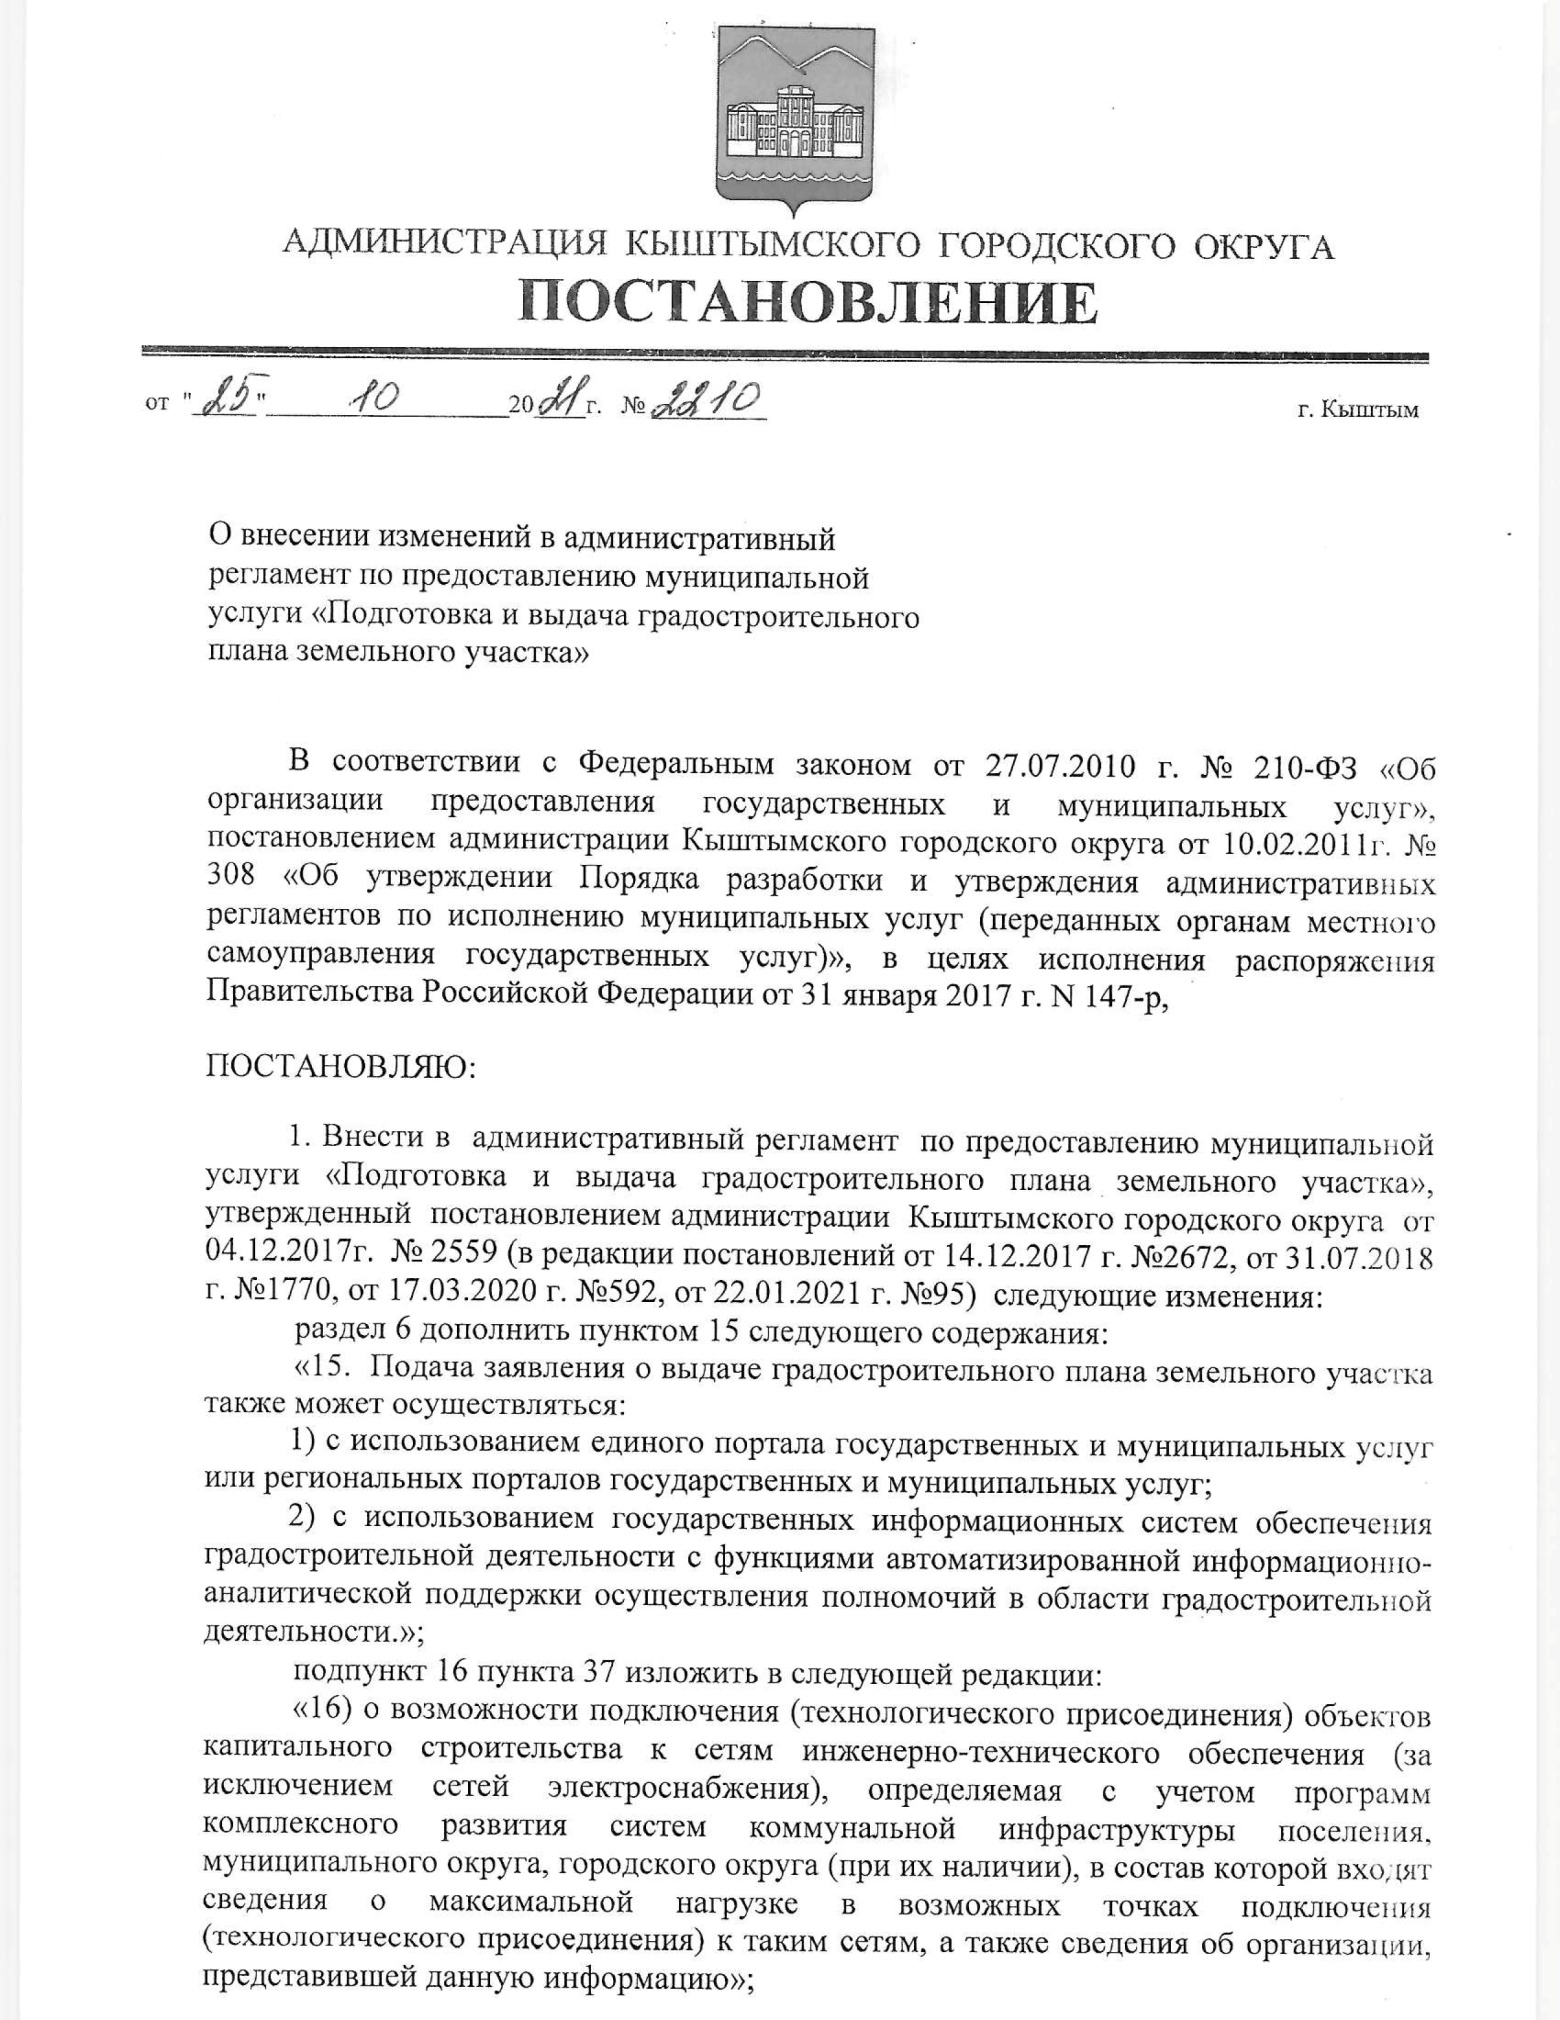 АДМИНИСТРАЦИЯ КЫШТЫМСКОГО ГОРОДСКОГО ОКРУГА
ПОСТАНОВЛЕНИЕ
от "25" 10 2021г. № 2210 г. Кыштым
О внесении изменений в административный
регламент по предоставлению муниципальной
услуги «Подготовка и выдача градостроительного
плана земельного участка»
В соответствии с Федеральным законом от 27.07.2010 г. № 210-ФЗ «Об
организации предоставления государственных и муниципальных услуг»,
постановлением администрации Кыштымского городского округа от 10.02.2011г. №
308 «Об утверждении Порядка разработки и утверждения административных
регламентов по исполнению муниципальных услуг (переданных органам местного
самоуправления государственных услуг)», в целях исполнения распоряжения
Правительства Российской Федерации от 31 января 2017 г. N 147-р,
ПОСТАНОВЛЯЮ:
1. Внести в административный регламент по предоставлению муниципальной
услуги «Подготовка и выдача градостроительного плана земельного участка»,
утвержденный постановлением администрации Кыштымского городского округа от
04.12.2017г. № 2559 (в редакции постановлений от 14.12.2017 г. №2672, от 31.07.2018
г. №1770, от 17.03.2020 г. №592, от 22.01.2021 г. №95) следующие изменения:
раздел 6 дополнить пунктом 15 следующего содержания:
«15. Подача заявления о выдаче градостроительного плана земельного участка
также может осуществляться:
1) с использованием единого портала государственных и муниципальных услуг
или региональных порталов государственных и муниципальных услуг;
2) с использованием государственных информационных систем обеспечения
градостроительной деятельности с функциями автоматизированной информационно-
аналитической поддержки осуществления полномочий в области градостроительной
деятельности.»;
подпункт 16 пункта 37 изложить в следующей редакции:
«16) о возможности подключения (технологического присоединения) объектов
капитального строительства к сетям инженерно-технического обеспечения (за
исключением сетей электроснабжения), определяемая с учетом программ
комплексного развития систем коммунальной инфраструктуры поселения,
муниципального округа, городского округа (при их наличии), в состав которой входят
сведения о максимальной нагрузке в возможных точках подключения
(технологического присоединения) к таким сетям, а также сведения об организации,
представившей данную информацию»;